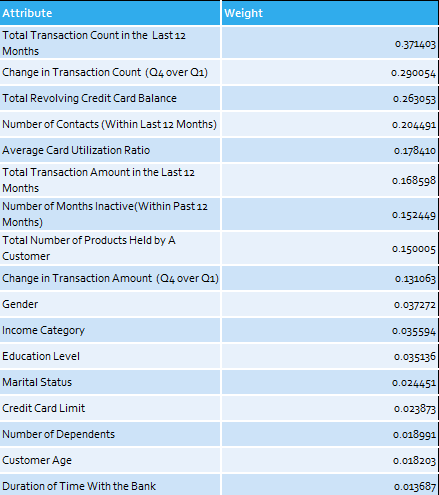 Attribute Weight
Total Transaction Count in the Last 12
Months 0.371403
Change in Transaction Count (Q4 over Q1) 0.290054
Total Revolving Credit Card Balance 0.263053
Number of Contacts (Within Last 12 Months) 0.204491
Average Card Utilization Ratio 0.178410
Total Transaction Amount in the Last 12
Months 0.168598
Number of Months Inactive(Within Past 12
Months) 0.152449
Total Number of Products Held by A
Customer 0.150005
Change in Transaction Amount (Q4 over Q1) 0.131063
Gender 0.037272
Income Category 0.035594
Education Level 0.035136
Marital Status 0.024451
Credit Card Limit 0.023873
Number of Dependents 0.018991
Customer Age 0.018203
Duration of Time With the Bank 0.013687